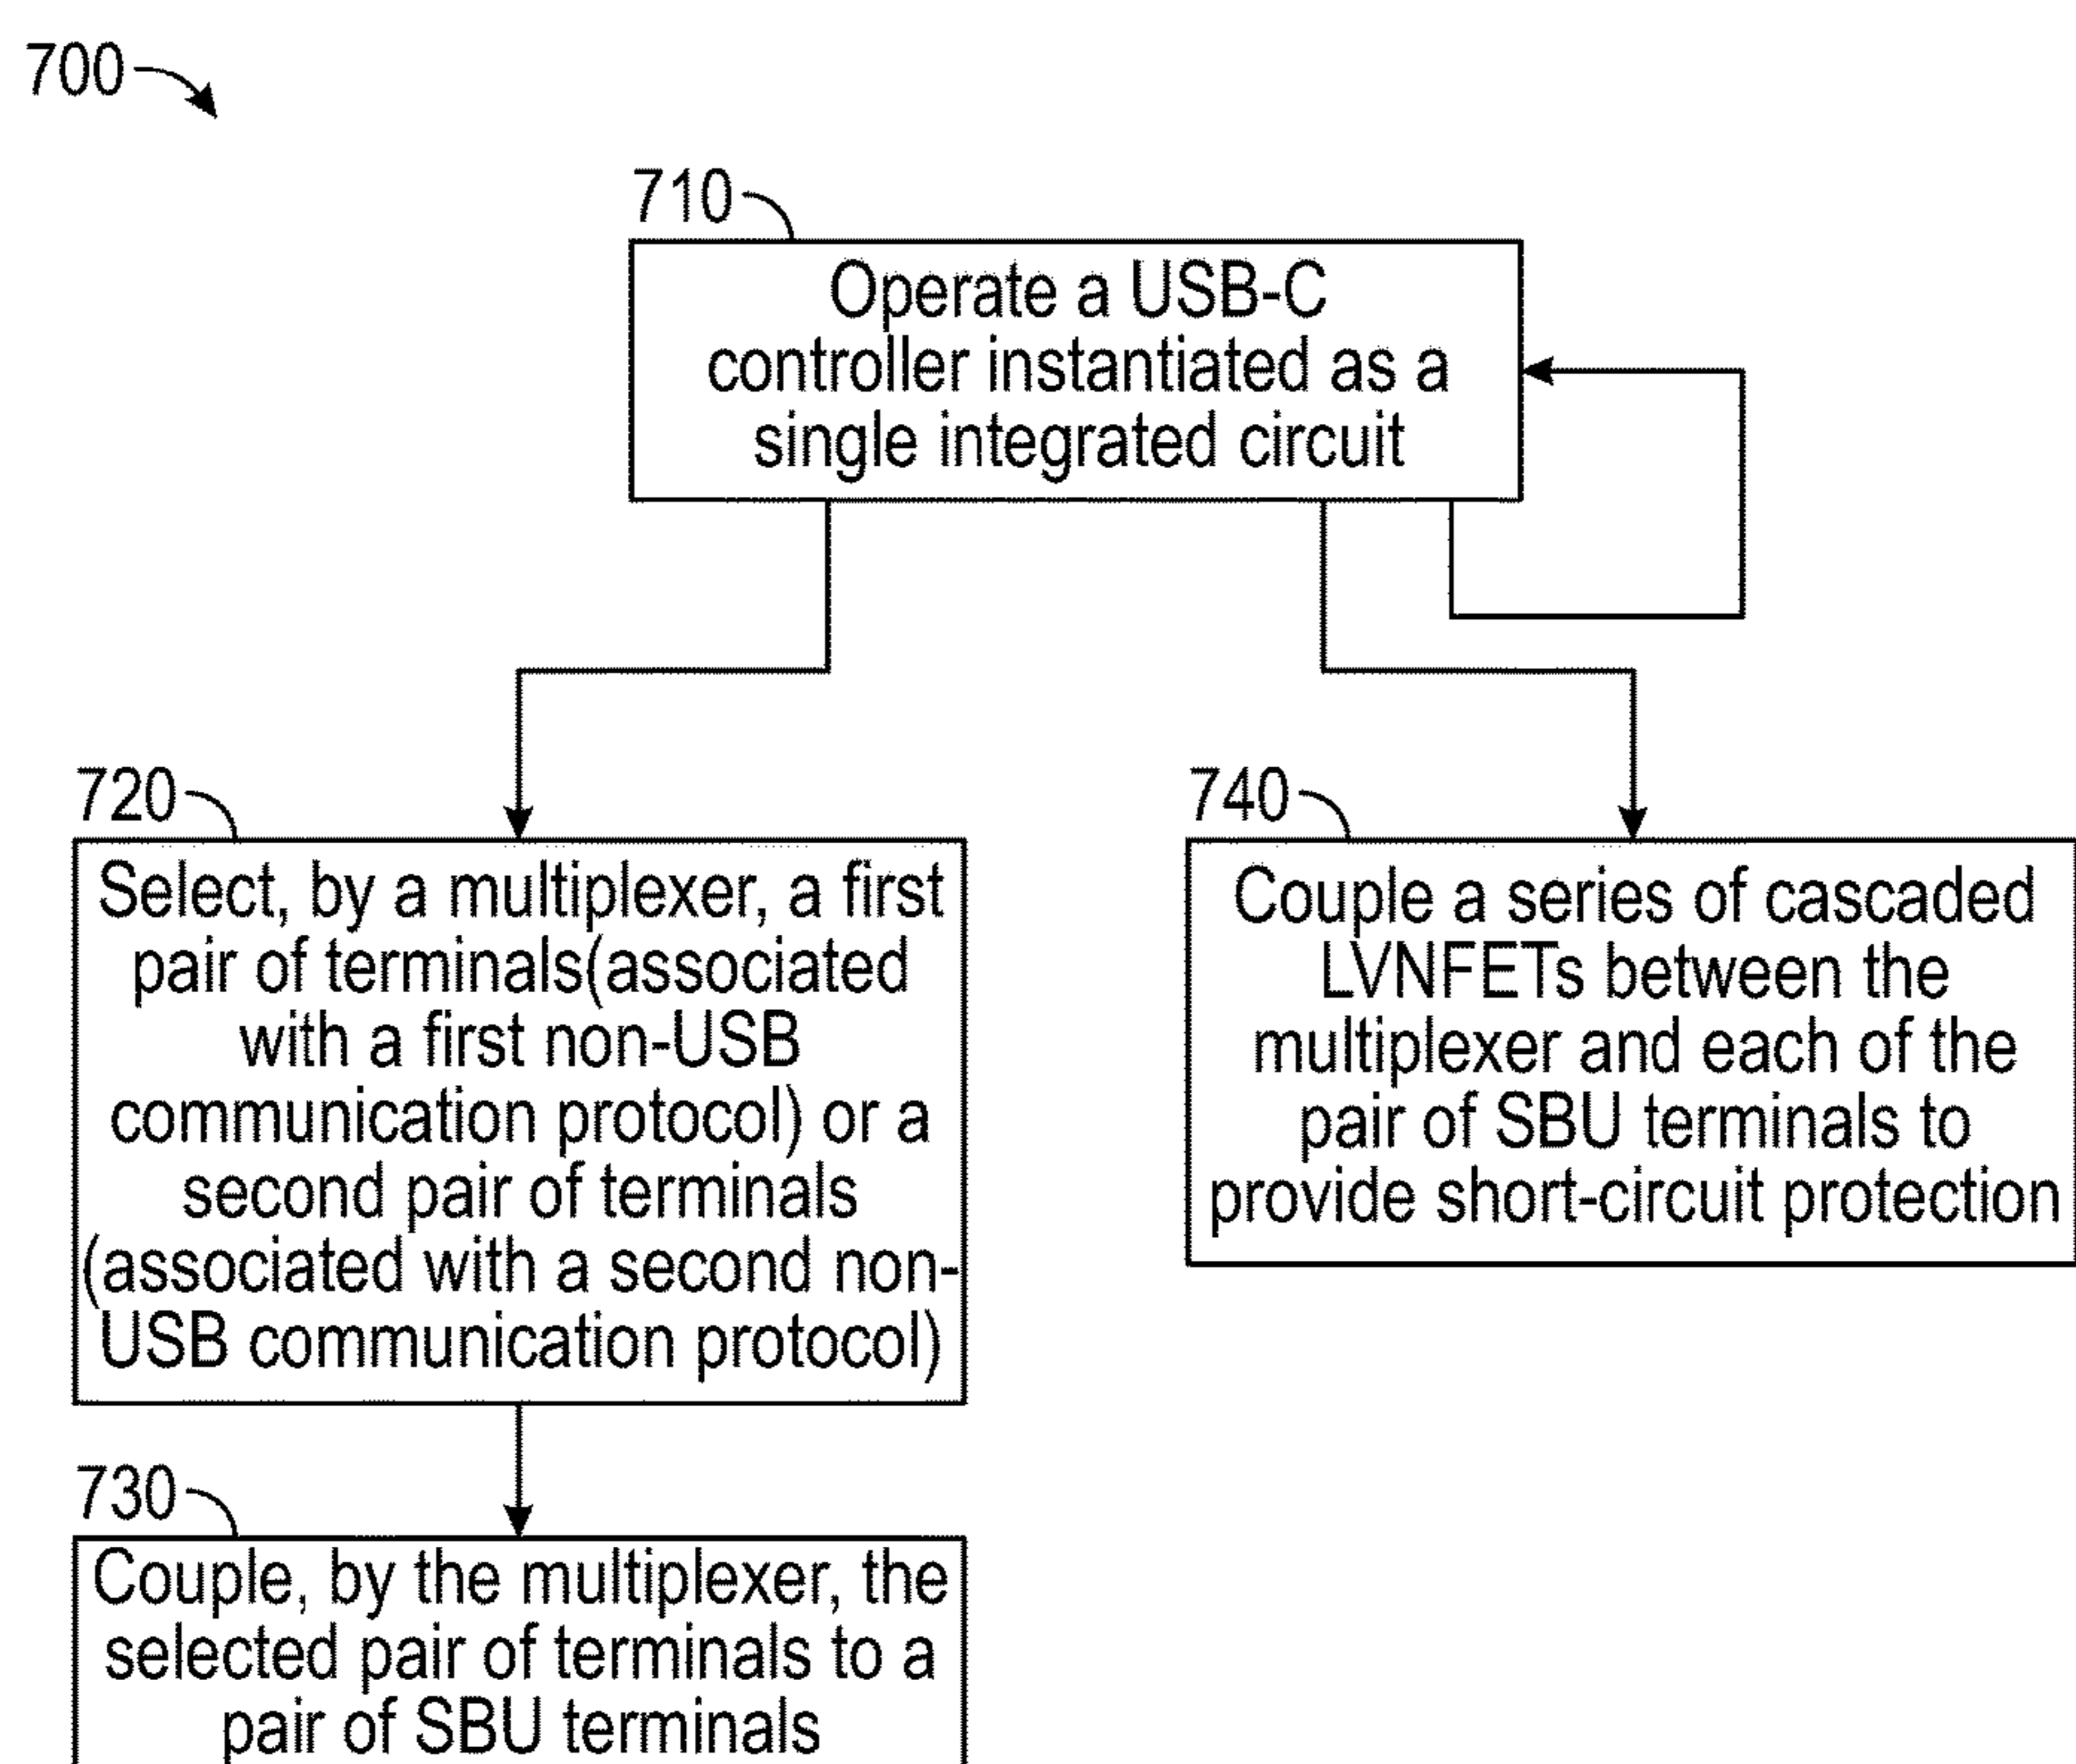 700
710
Operate a USB-C
controller instantiated as a
single integrated circuit
720
Select, by a multiplexer, a first
pair of terminals(associated
with a first non-USB
communication protocol) or a
second pair of terminals
(associated with a second non-
USB communication protocol)
740
Couple a series of cascaded
LVNFETs between the
multiplexer and each of the
pair of SBU terminals to
provide short-circuit protection
730
Couple, by the multiplexer, the
selected pair of terminals to a
pair of SBU terminals